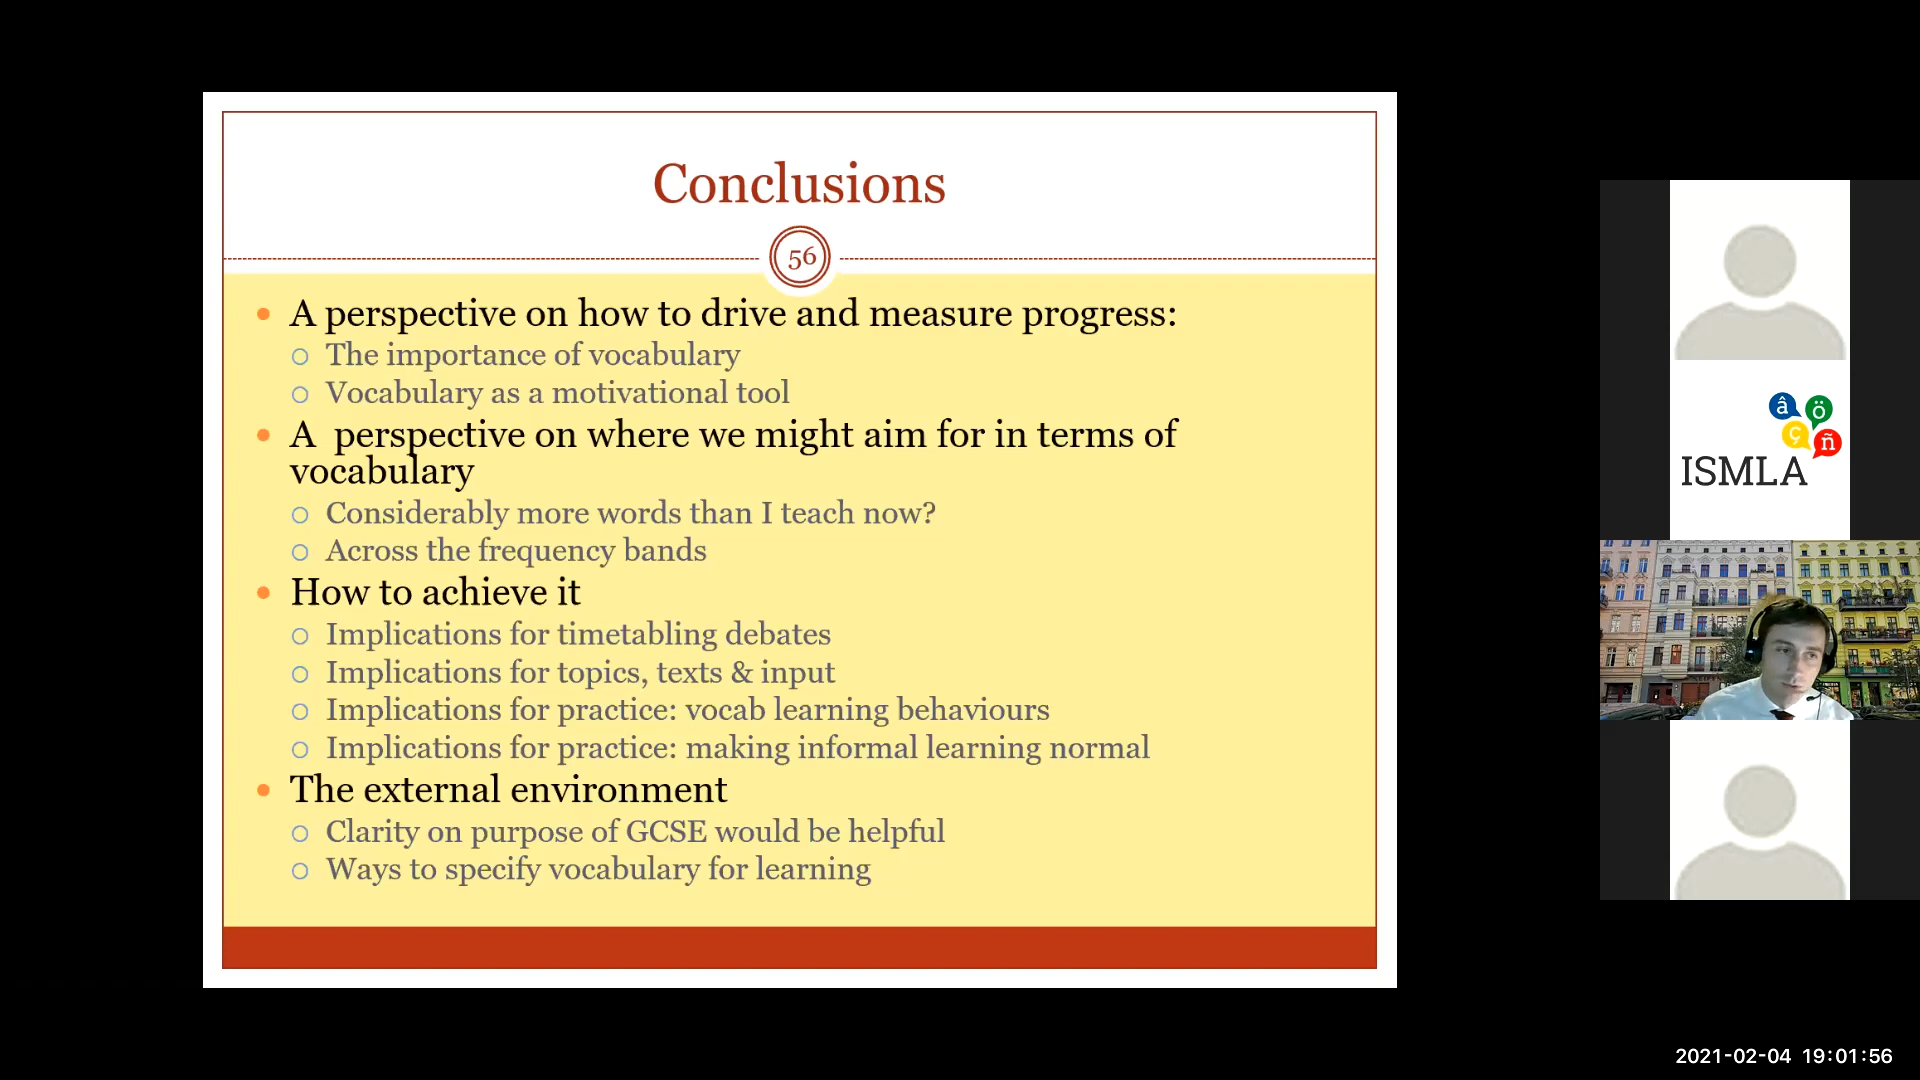 Conclusions
56
A perspective on how to drive and measure progress:
The importance of vocabulary
Vocabulary as a motivational tool
A perspective on where we might aim for in terms of
vocabulary
Considerably more words than I teach now?
Across the frequency bands
How to achieve it
Implications for timetabling debates
Implications for topics, texts & input
Implications for practice: vocab learning behaviours
Implications for practice: making informal learning normal
The external environment
Clarity on purpose of GCSE would be helpful
Ways to specify vocabulary for learning
â ö
ç ñ
ISMLA
2021-02-04 19:01:56